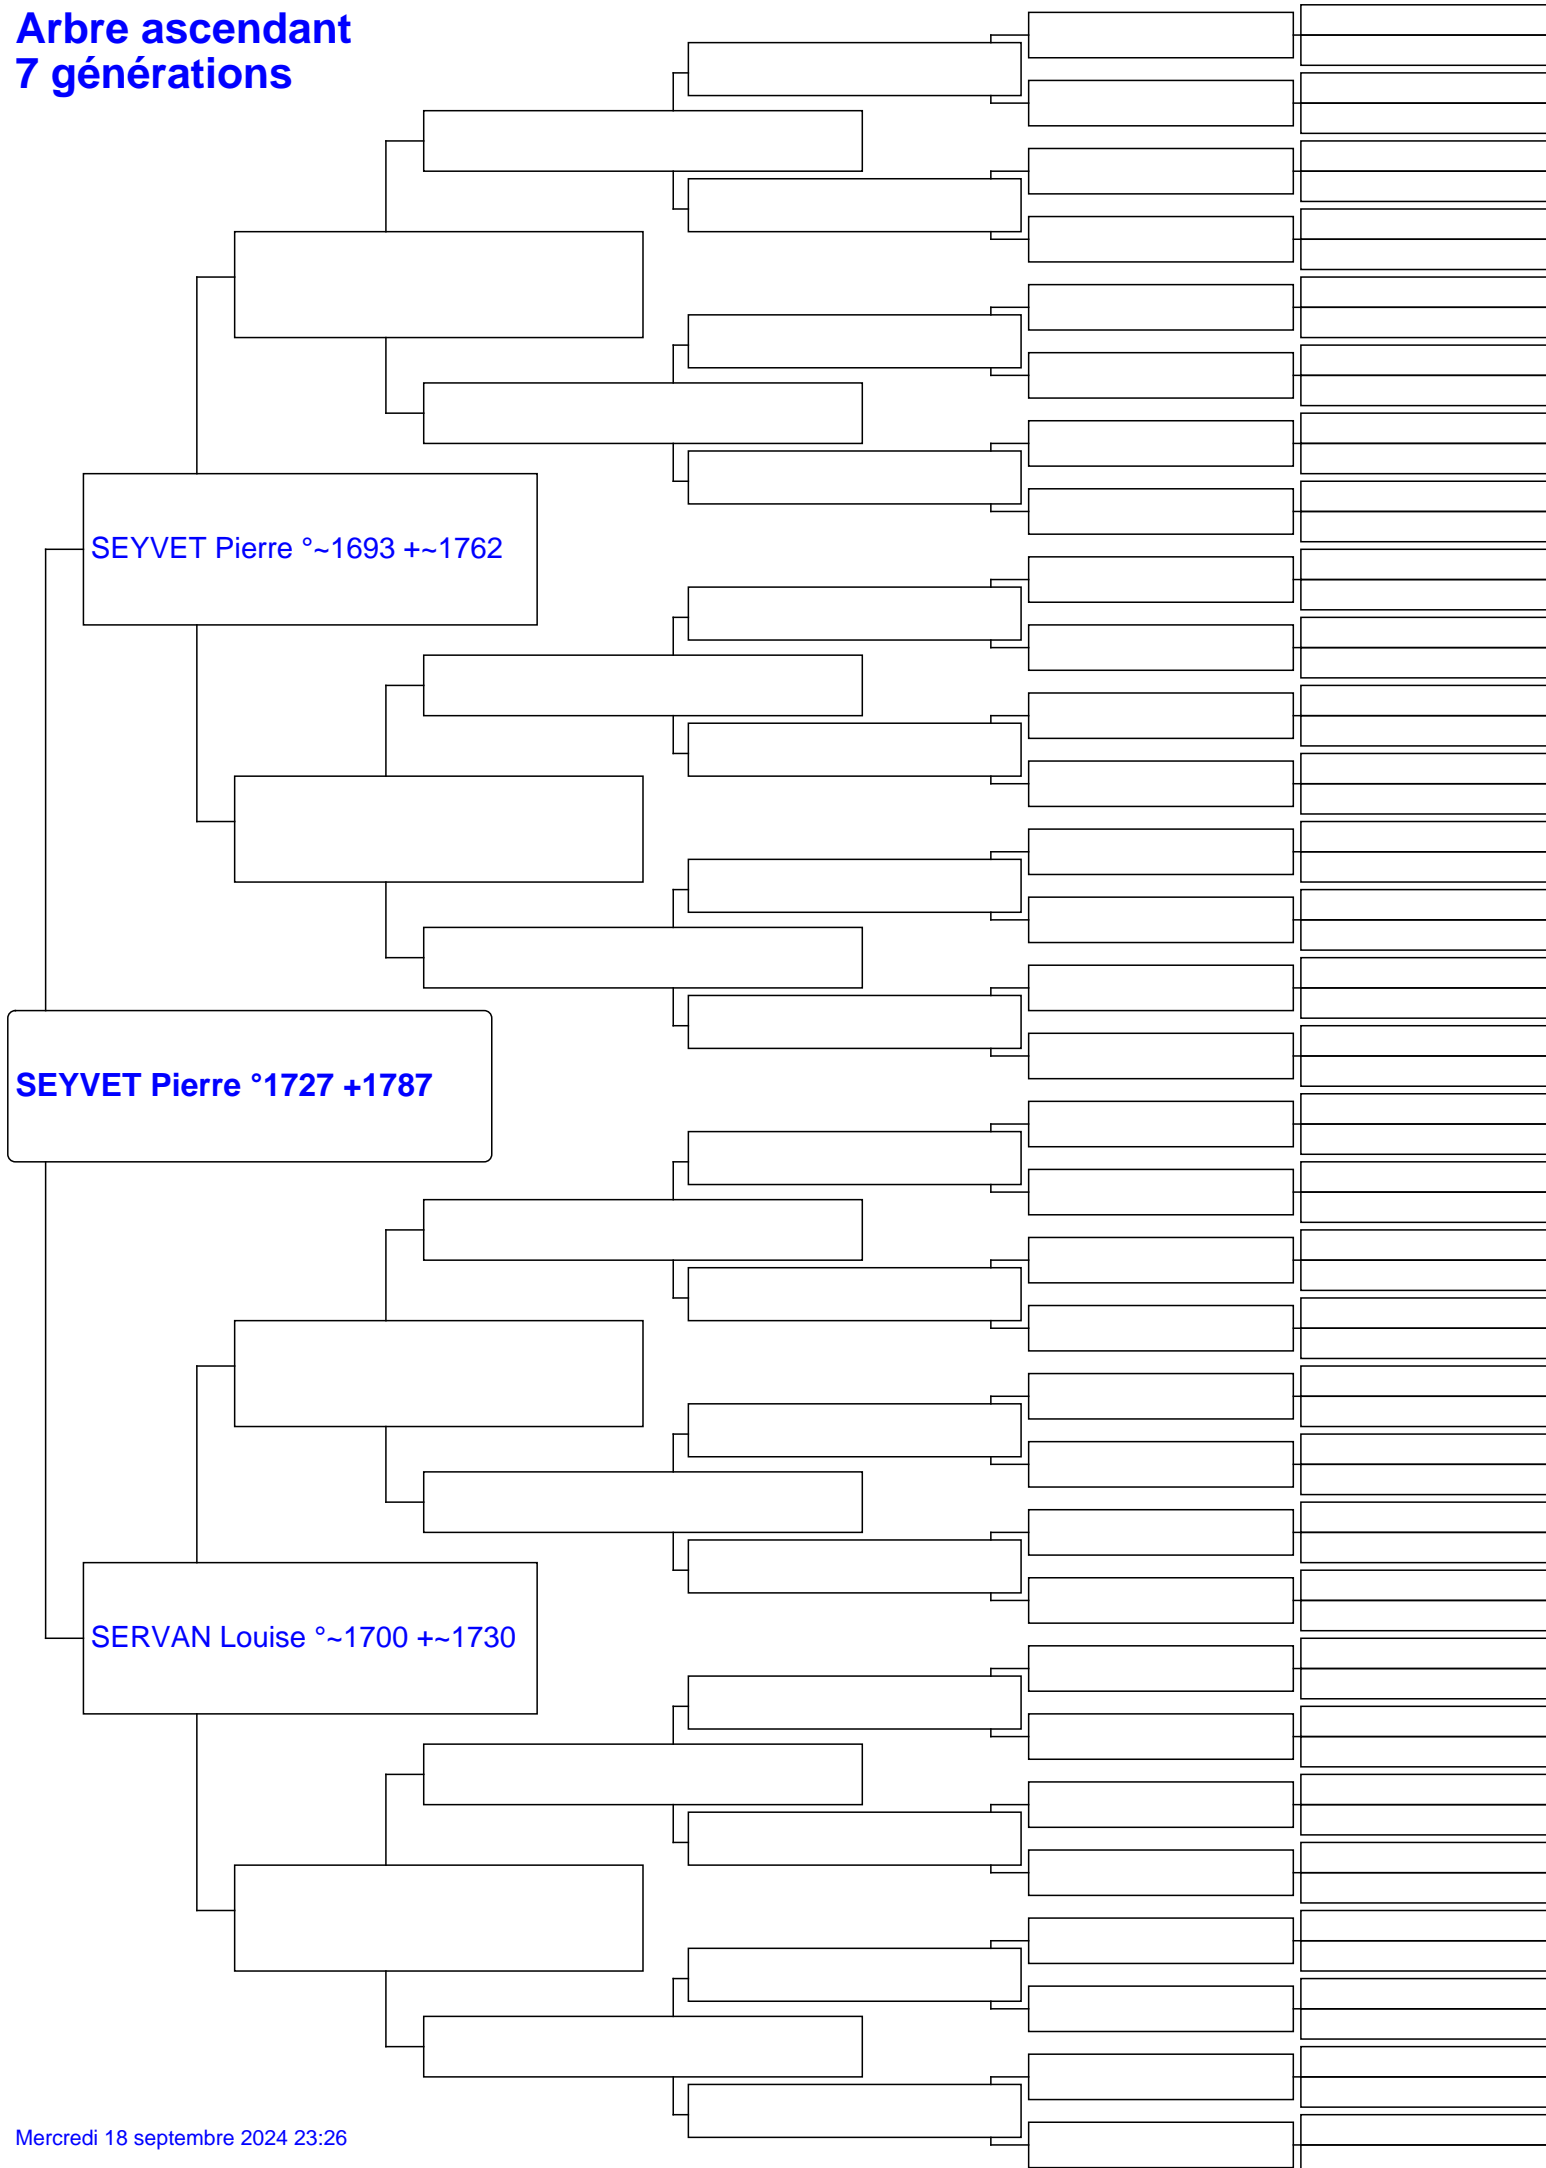 Arbre ascendant
7 générations
SEYVET Pierre °~1693 +~1762
SEYVET Pierre °1727 +1787
SERVAN Louise °~1700 +~1730
Mercredi 18 septembre 2024 23:26